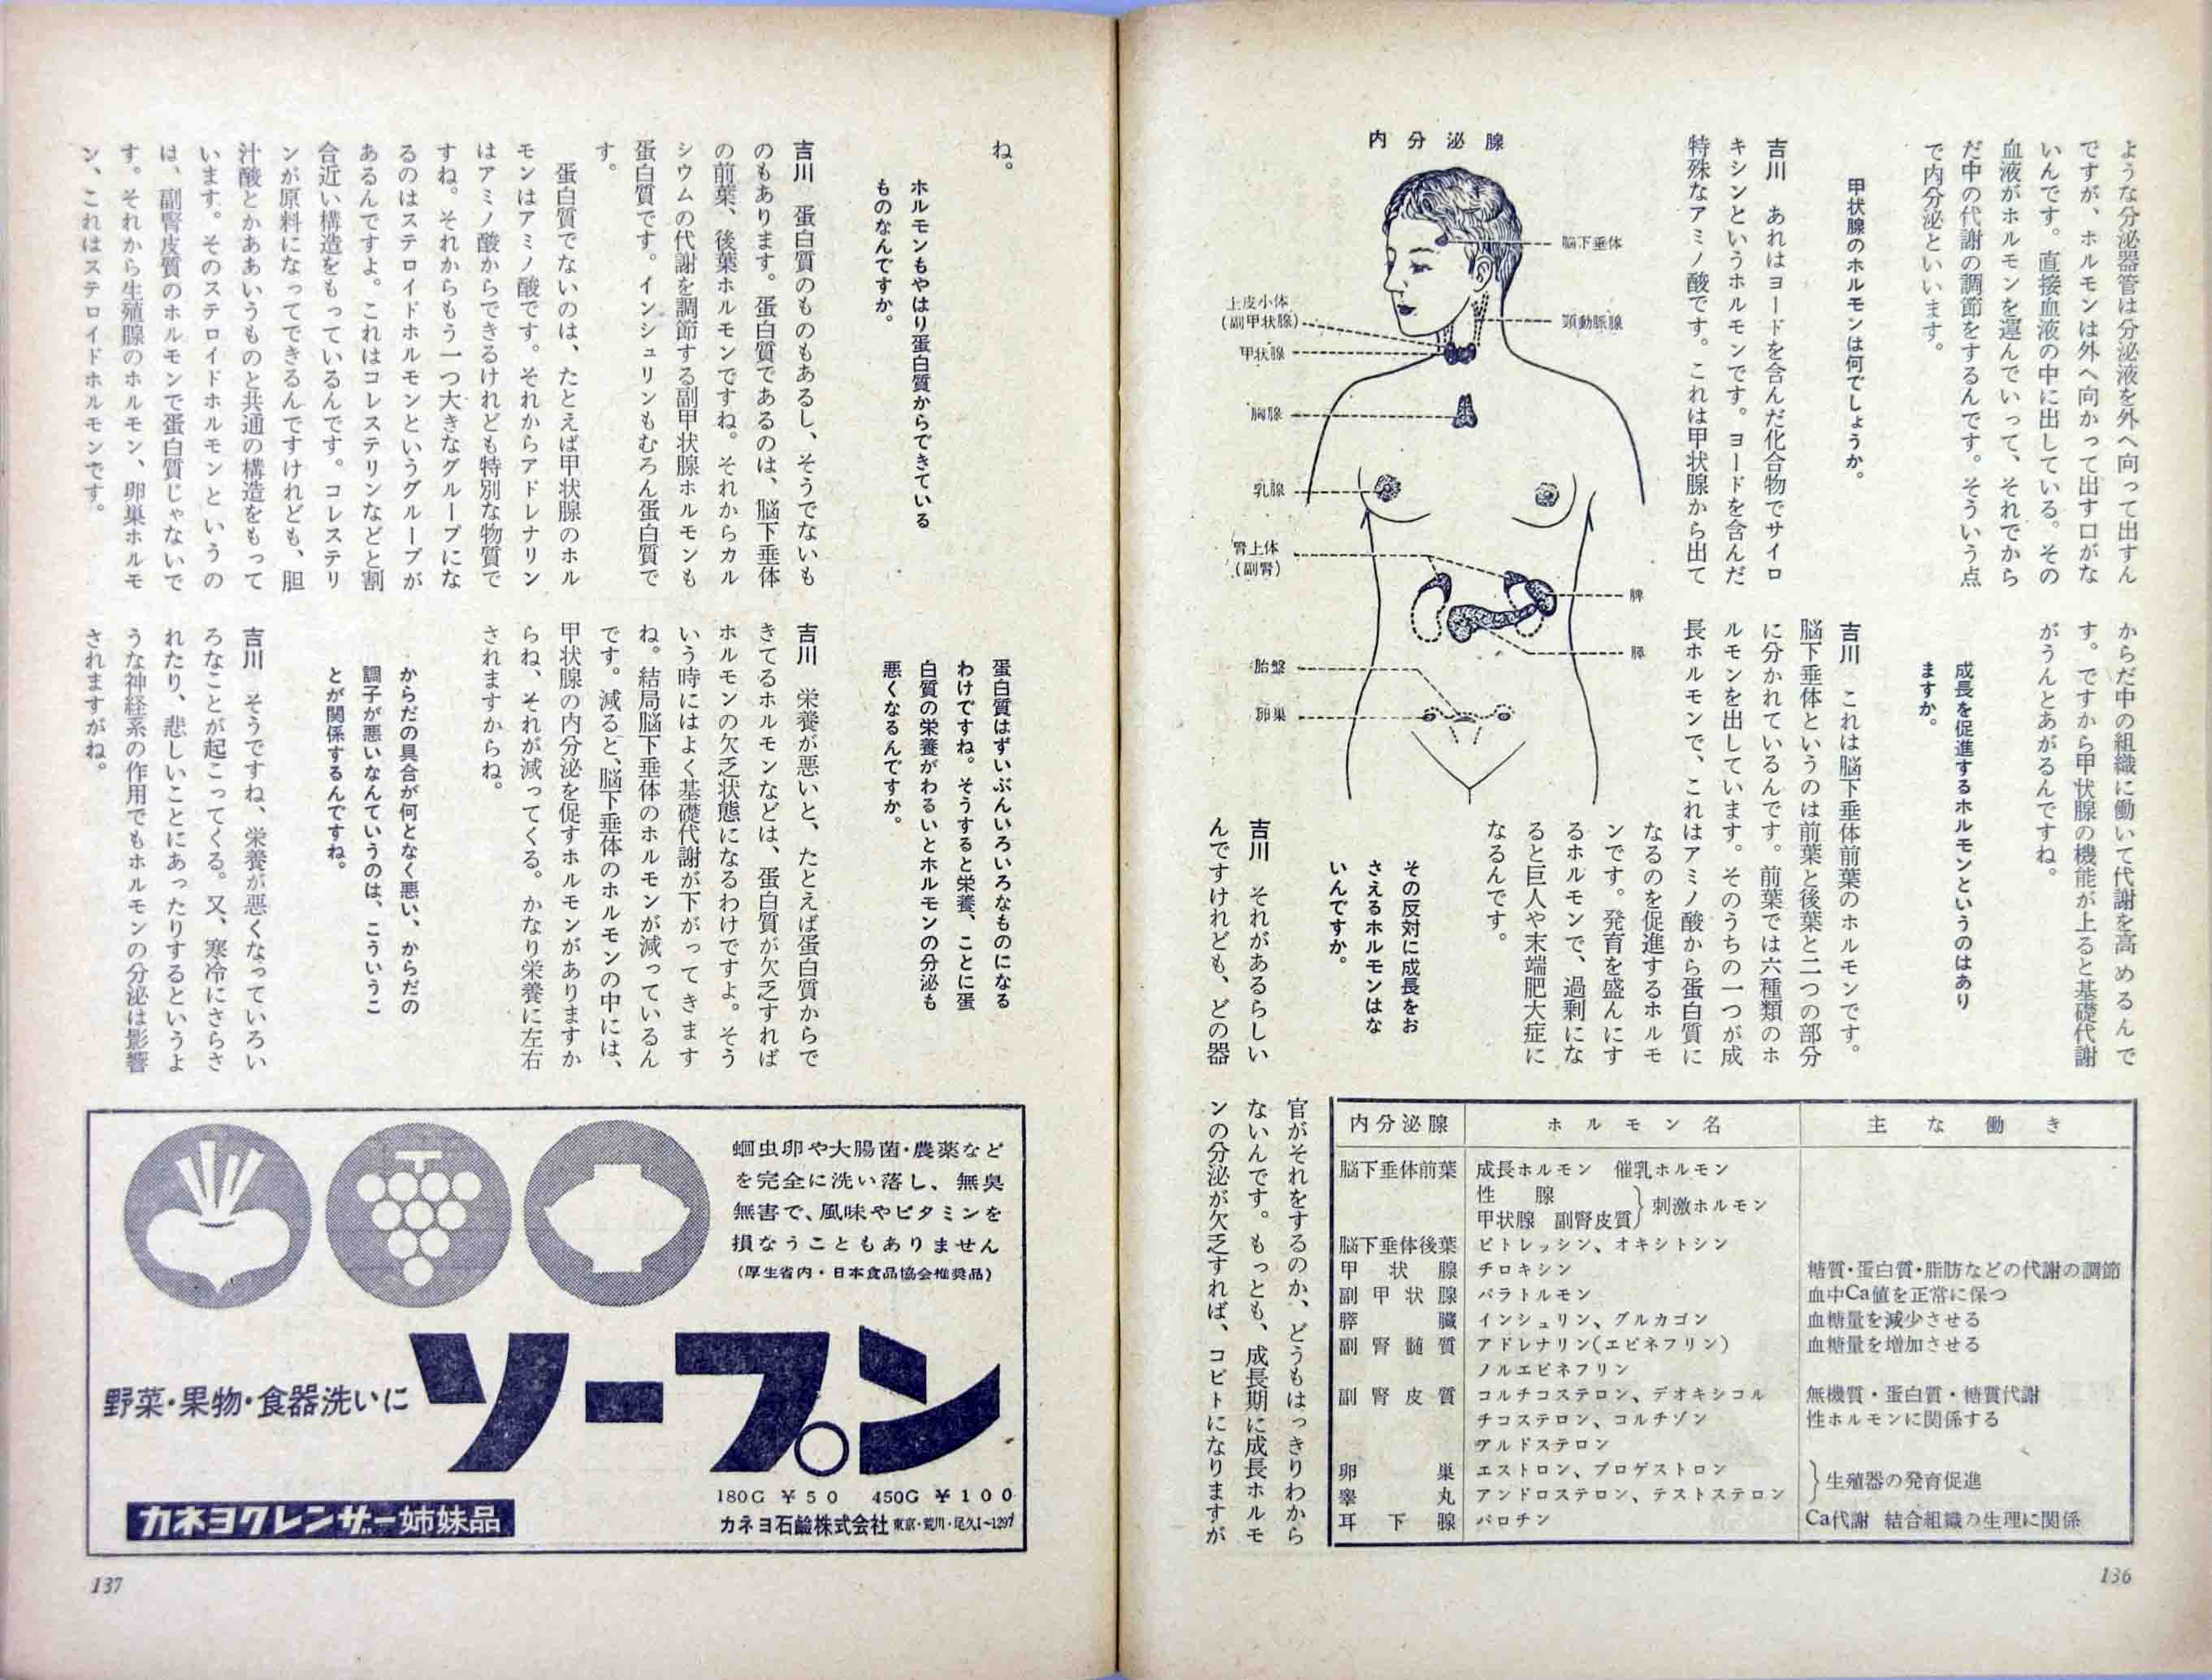 ような分泌器管は分泌液を外へ向って出すん
ですが、ホルモンは外へ向かって出す口がな
いんです。直接血液の中に出している。その
血液がホルモンを運んでいって、それでから
だ中の代謝の調節をするんです。そういう点
で内分泌といいます。
甲状腺のホルモンは何でしょうか。
吉川 あれはヨードを含んだ化合物でサイロ
キシンというホルモンです。ヨードを含んだ
特殊なアミノ酸です。これは甲状腺から出て
内分泌腺
脳下垂体
上皮小体
(副甲状腺)
頸動脈腺
甲状腺
胸腺
乳腺
腎上体
(副腎)
脾
膵
胎盤
卵巣
からだ中の組織に働いて代謝を高めるんで
す。ですから甲状腺の機能が上ると基礎代謝
がうんとあがるんですね。
成長を促進するホルモンというのはあり
ますか。
吉川 これは脳下垂体前葉のホルモンです。
脳下垂体というのは前葉と後葉と二つの部分
に分かれているんです。前葉では六種類のホ
ルモンを出しています。そのうちの一つが成
長ホルモンで、これはアミノ酸から蛋白質に
なるのを促進するホルモ
ンです。発育を盛んにす
るホルモンで、過剰にな
ると巨人や末端肥大症に
なるんです。
その反対に成長をお
さえるホルモンはな
いんですか。
吉川 それがあるらしい
んですけれども、どの器
官がそれをするのか、どうもはっきりわから
ないんです。もっとも、成長期に成長ホルモ
ンの分泌が欠乏すれば、コビトになりますが
内分泌腺 ホルモン名 主な働き
脳下垂体前葉 成長ホルモン 催乳ホルモン
性腺
甲状腺 副腎皮質 }刺激ホルモン
脳下垂体後葉 ピトレッシン、オキシトシン
甲状腺 チロキシン 糖質・蛋白質・脂肪などの代謝の調節
副甲状腺 パラトルモン 血中Ca値を正常に保つ
膵臓 インシュリン、グルカゴン 血糖量を減少させる
副腎髄質 アドレナリン(エピネフリン) 血糖量を増加させる
ノルエピネフリン
副腎皮質 コルチコステロン、デオキシコル 無機質・蛋白質・糖質代謝
チコステロン、コルチゾン 性ホルモンに関係する
アルドステロン
卵巣 エストロン、プロゲストロン
睾丸 アンドロステロン、テストステロン }生殖器の発育促進
耳下腺 パロチン Ca代謝 結合組織の生理に関係
136
ね。
ホルモンもやはり蛋白質からできている
ものなんですか。
吉川 蛋白質のものもあるし、そうでないも
のもあります。蛋白質であるのは、脳下垂体
の前葉、後葉ホルモンですね。それからカル
シウムの代謝を調節する副甲状腺ホルモンも
蛋白質です。インシュリンもむろん蛋白質で
す。
蛋白質でないのは、たとえば甲状腺のホル
モンはアミノ酸です。それからアドレナリン
はアミノ酸からできるけれども特別な物質で
すね。それからもう一つ大きなグループにな
るのはステロイドホルモンというグループが
あるんですよ。これはコレステリンなどと割
合近い構造をもっているんです。コレステリ
ンが原料になってできるんですけれども、胆
汁酸とかああいうものと共通の構造をもって
います。そのステロイドホルモンというの
は、副腎皮質のホルモンで蛋白質じゃないで
す。それから生殖腺のホルモン、卵巣ホルモ
ン、これはステロイドホルモンです。
蛋白質はずいぶんいろいろなものになる
わけですね。そうすると栄養、ことに蛋
白質の栄養がわるいとホルモンの分泌も
悪くなるんですか。
吉川 栄養が悪いと、たとえば蛋白質からで
きてるホルモンなどは、蛋白質が欠乏すれば
ホルモンの欠乏状態になるわけですよ。そう
いう時にはよく基礎代謝が下がってきます
ね。結局脳下垂体のホルモンが減っているん
です。減ると、脳下垂体のホルモンの中には、
甲状腺の内分泌を促すホルモンがありますか
らね、それが減ってくる。かなり栄養に左右
されますからね。
からだの具合が何となく悪い、からだの
調子が悪いなんていうのは、こういうこ
とが関係するんですね。
吉川 そうですね、栄養が悪くなっていろい
ろなことが起こってくる。又、寒冷にさらさ
れたり、悲しいことにあったりするというよ
うな神経系の作用でもホルモンの分泌は影響
されますがね。
蛔虫卵や大腸菌・農薬など
を完全に洗い落し、無臭
無害で、風味やビタミンを
損なうこともありません
(厚生省内・日本食品協会推奨品)
野菜・果物・食器洗いに
ソープン
180G ¥50 450G ¥100
カネヨクレンザー姉妹品
カネヨ石鹼株式会社 東京・荒川・尾久1~1297
137